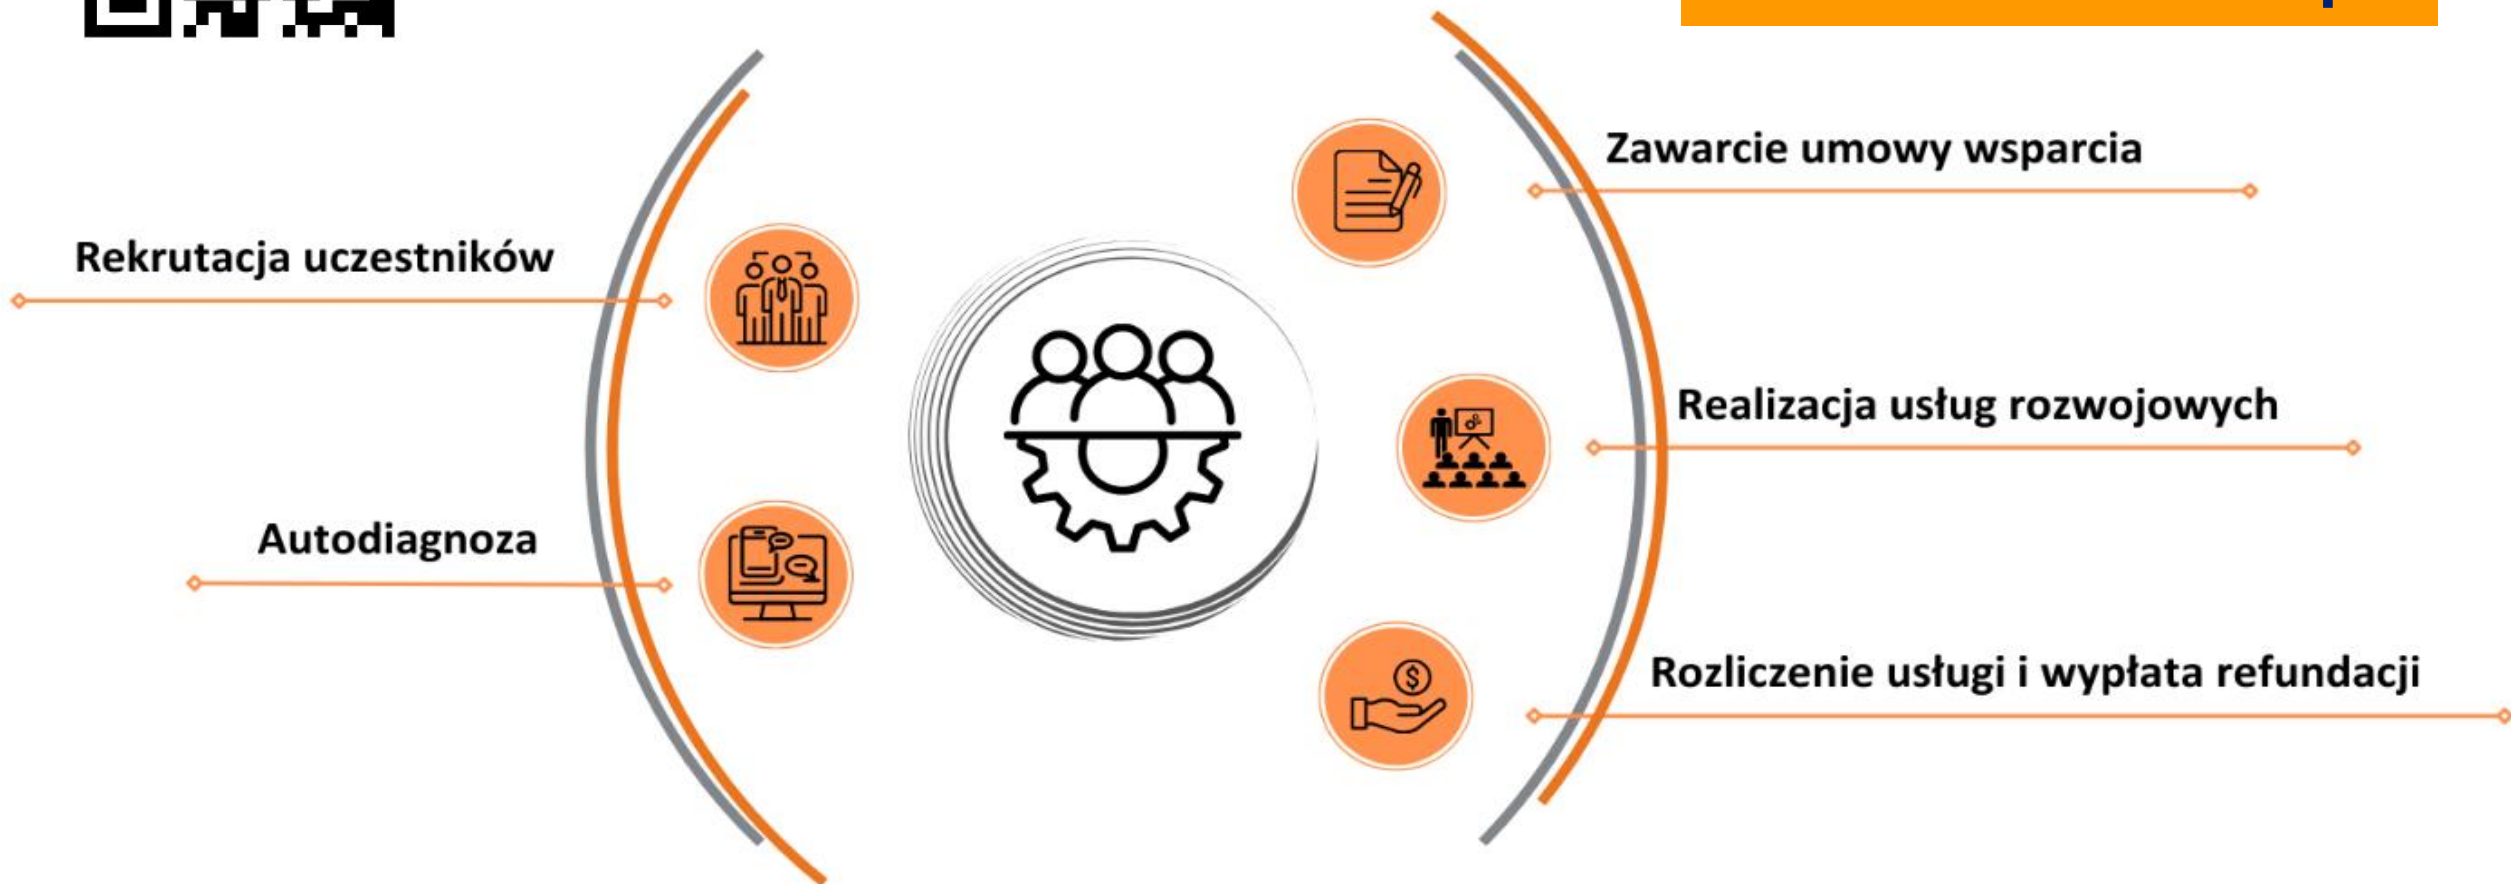 Rekrutacja uczestników
Autodiagnoza
Zawarcie umowy wsparcia
Realizacja usług rozwojowych
Rozliczenie usługi i wypłata refundacji